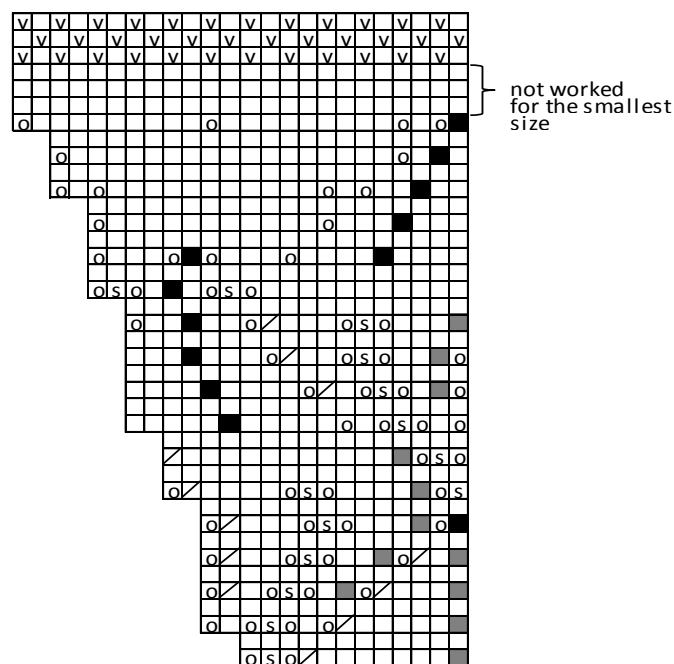 v v v v v v v v v v v v
v v v v v v v v v v v v
v v v v v v v v v v v v
not worked
for the smallest
size
o o o o
o o
o o o o
o o
o o o o
o s o o s o
o o o s o
o o s o o
o o s o o
o o s o o
o s o
o o s o o s
o o s o o
o o s o o
o o s o o
o o s o o
o s o